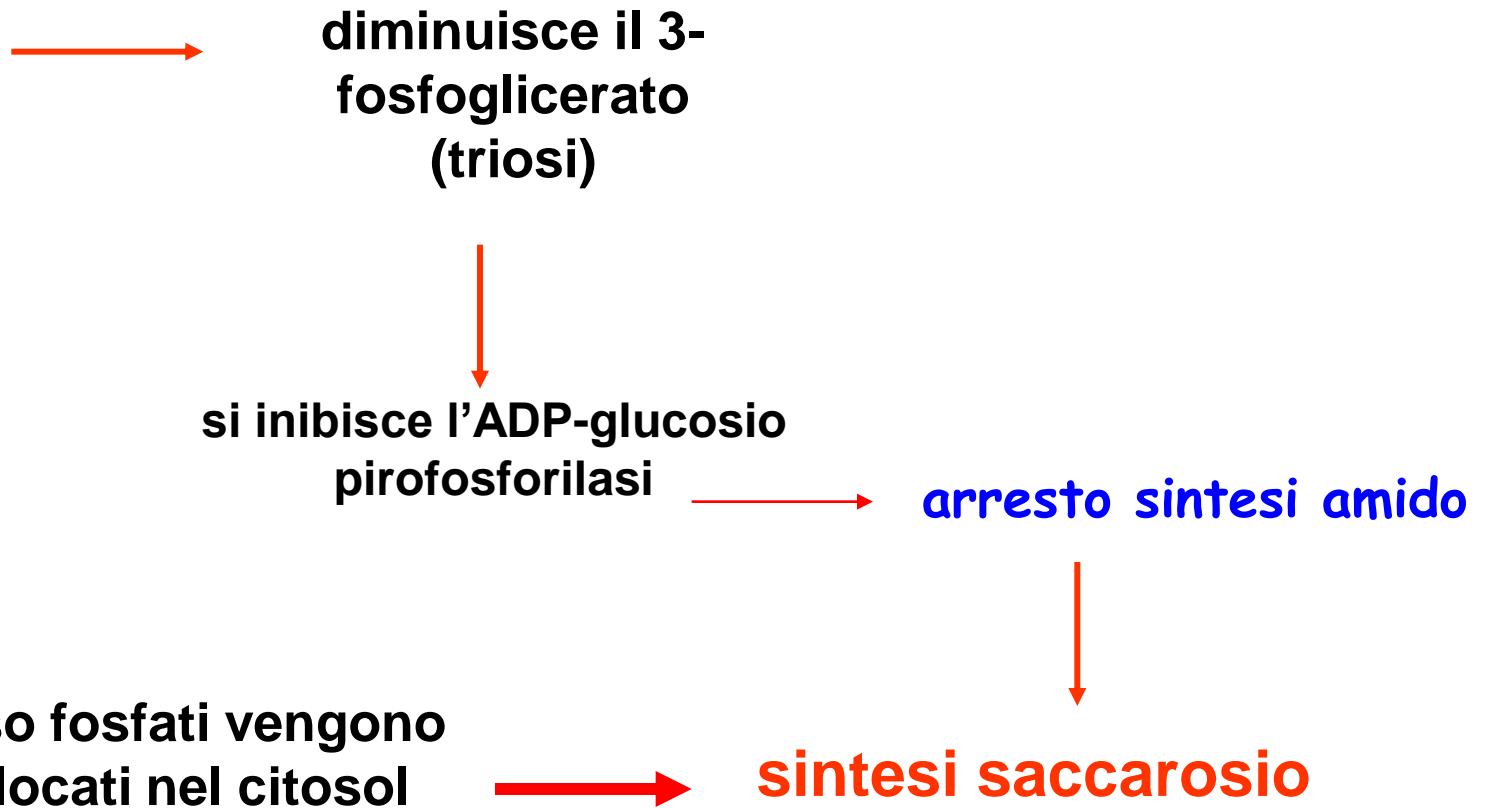 diminuisce il 3-
fosfoglicerato
(triosi)
si inibisce l’ADP-glucosio
pirofosforilasi
arresto sintesi amido
fosfati vengono
nel citosol
sintesi saccarosio